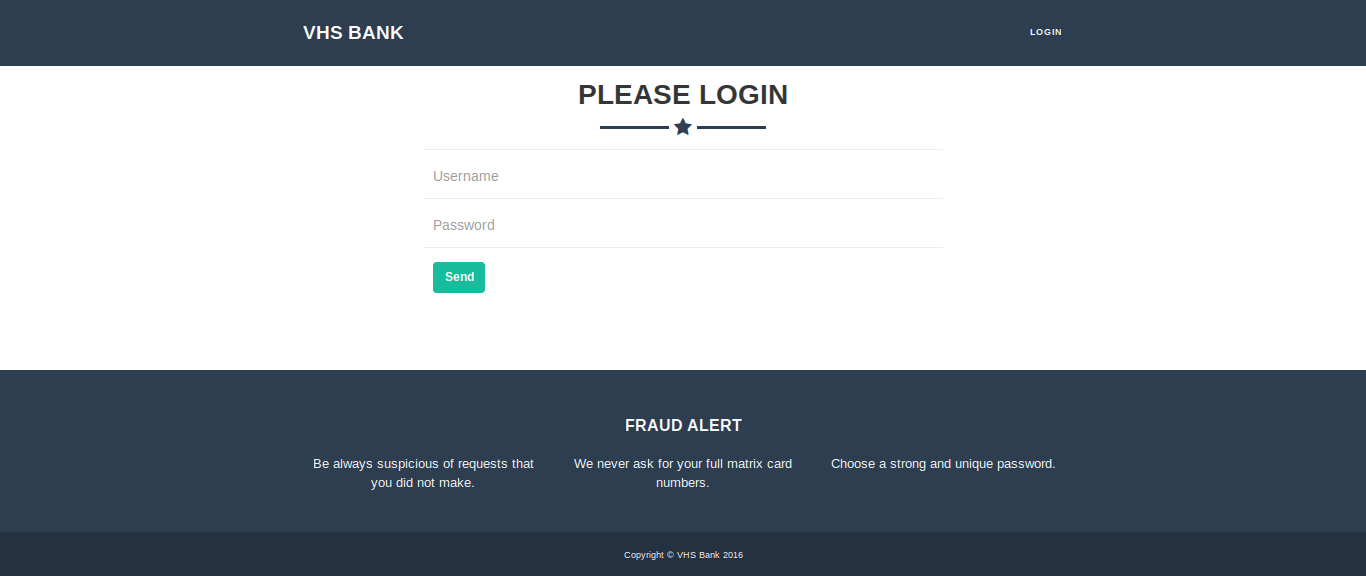 VHS BANK
LOGIN
PLEASE LOGIN
Username
Password
Send
FRAUD ALERT
Be always suspicious of requests that
you did not make.
We never ask for your full matrix card
numbers.
Choose a strong and unique password.
Copyright © VHS Bank 2016